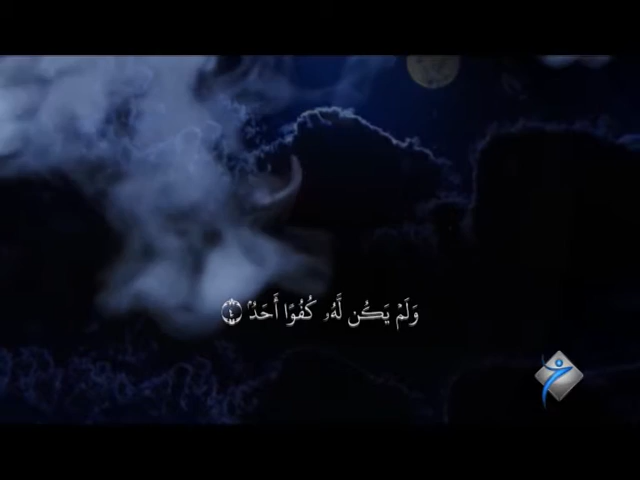 وَلَمْ يَكُن لَّهُۥ كُفُوًا أَحَدٌۢ ﴿٤﴾